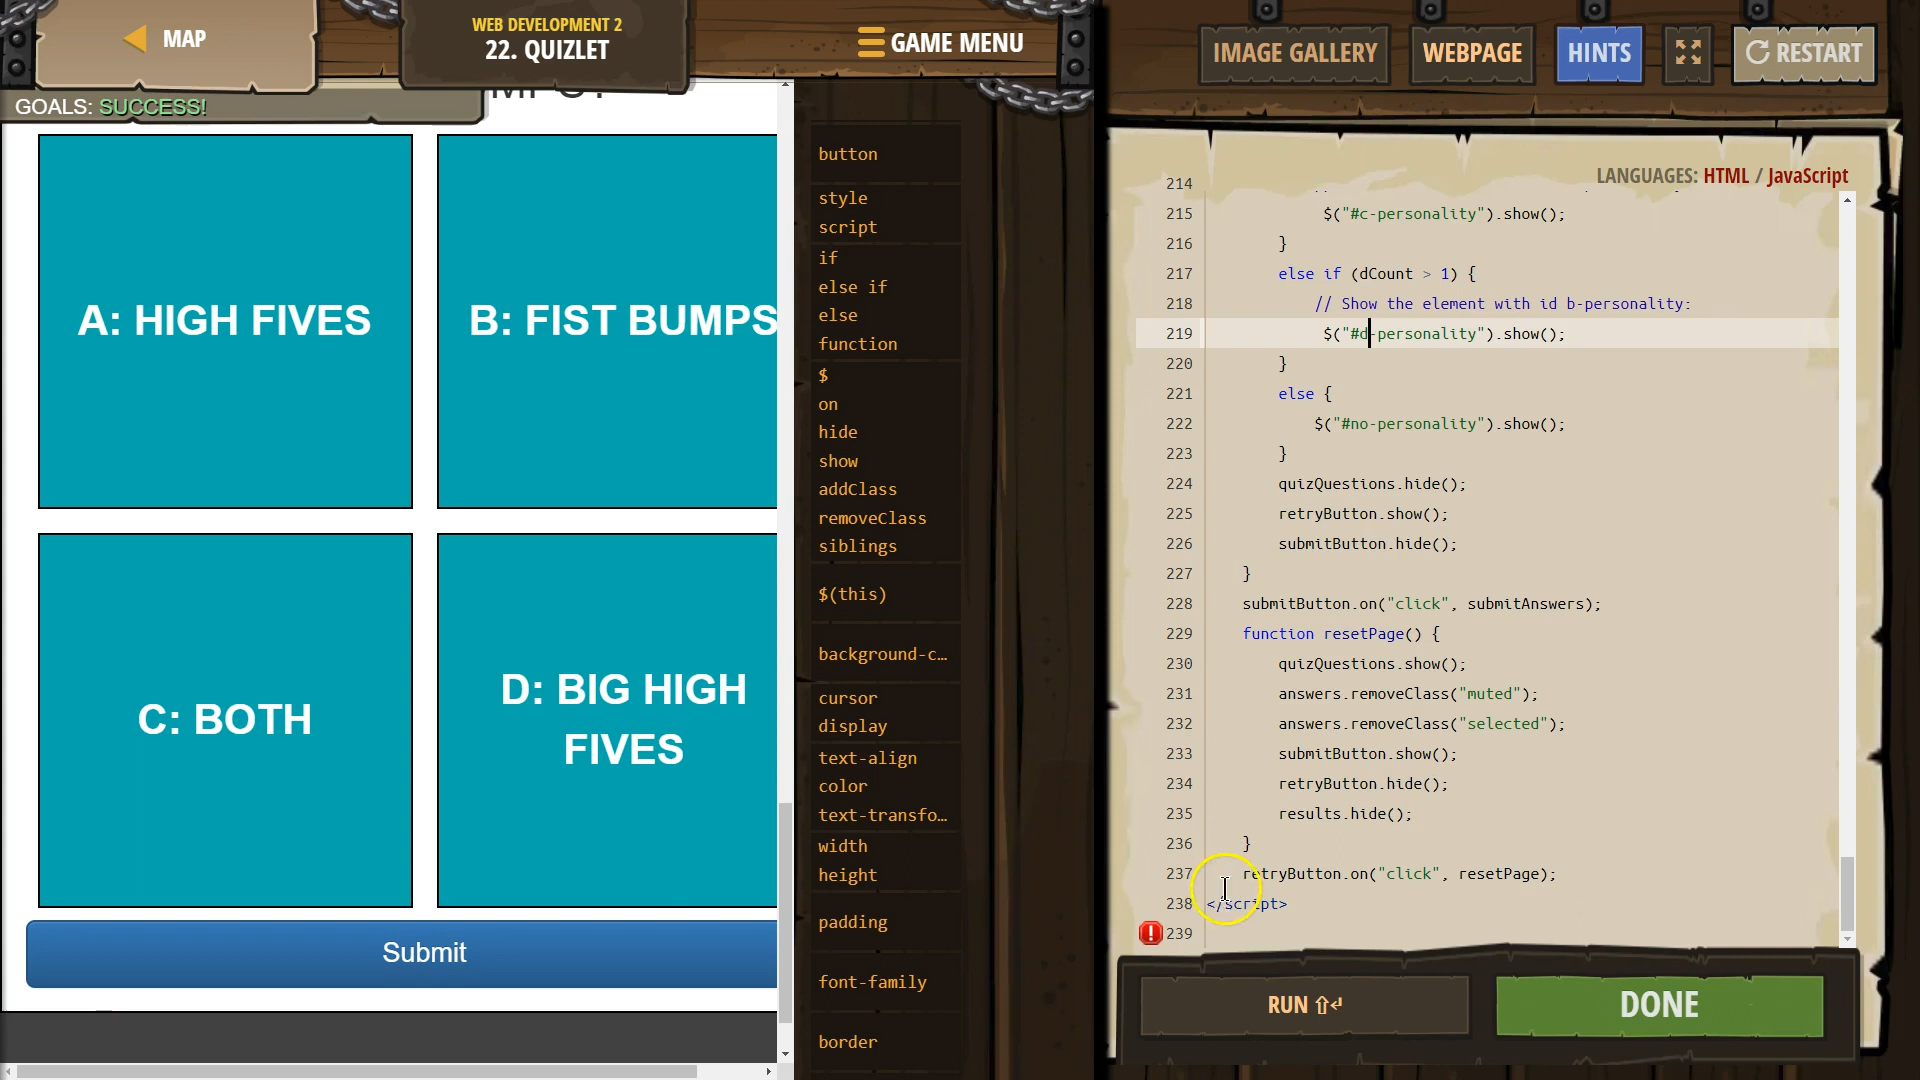 MAP
WEB DEVELOPMENT 2
22. QUIZLET
GAME MENU
IMAGE GALLERY
WEBPAGE
HINTS
RESTART
GOALS: SUCCESS!
A: HIGH FIVES
B: FIST BUMPS
C: BOTH
D: BIG HIGH
FIVES
Submit
button
style
script
if
else if
else
function
$
on
hide
show
addClass
removeClass
siblings
$(this)
background-c...
cursor
display
text-align
color
text-transfo...
width
height
padding
font-family
border
LANGUAGES: HTML / JavaScript
214
215 $("#c-personality").show();
216 }
217 else if (dCount > 1) {
218 // Show the element with id b-personality:
219 $("#d-personality").show();
220 }
221 else {
222 $("#no-personality").show();
223 }
224 quizQuestions.hide();
225 retryButton.show();
226 submitButton.hide();
227 }
228 submitButton.on("click", submitAnswers);
229 function resetPage() {
230 quizQuestions.show();
231 answers.removeClass("muted");
232 answers.removeClass("selected");
233 submitButton.show();
234 retryButton.hide();
235 results.hide();
236 }
237 retryButton.on("click", resetPage);
238 </script>
239
RUN ⇧↵
DONE